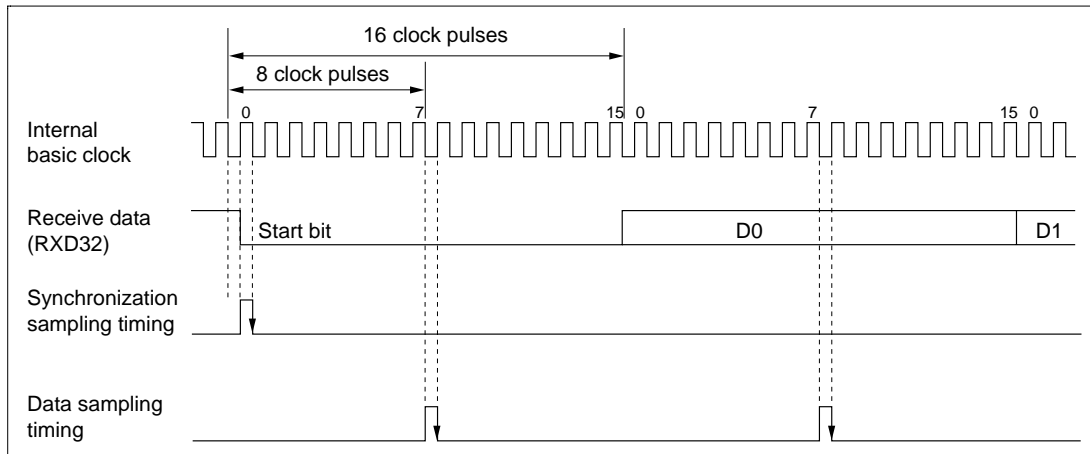 16 clock pulses
8 clock pulses
0 7 15 0 7 15 0
Internal
basic clock
Receive data
(RXD32)
Start bit D0 D1
Synchronization
sampling timing
Data sampling
timing